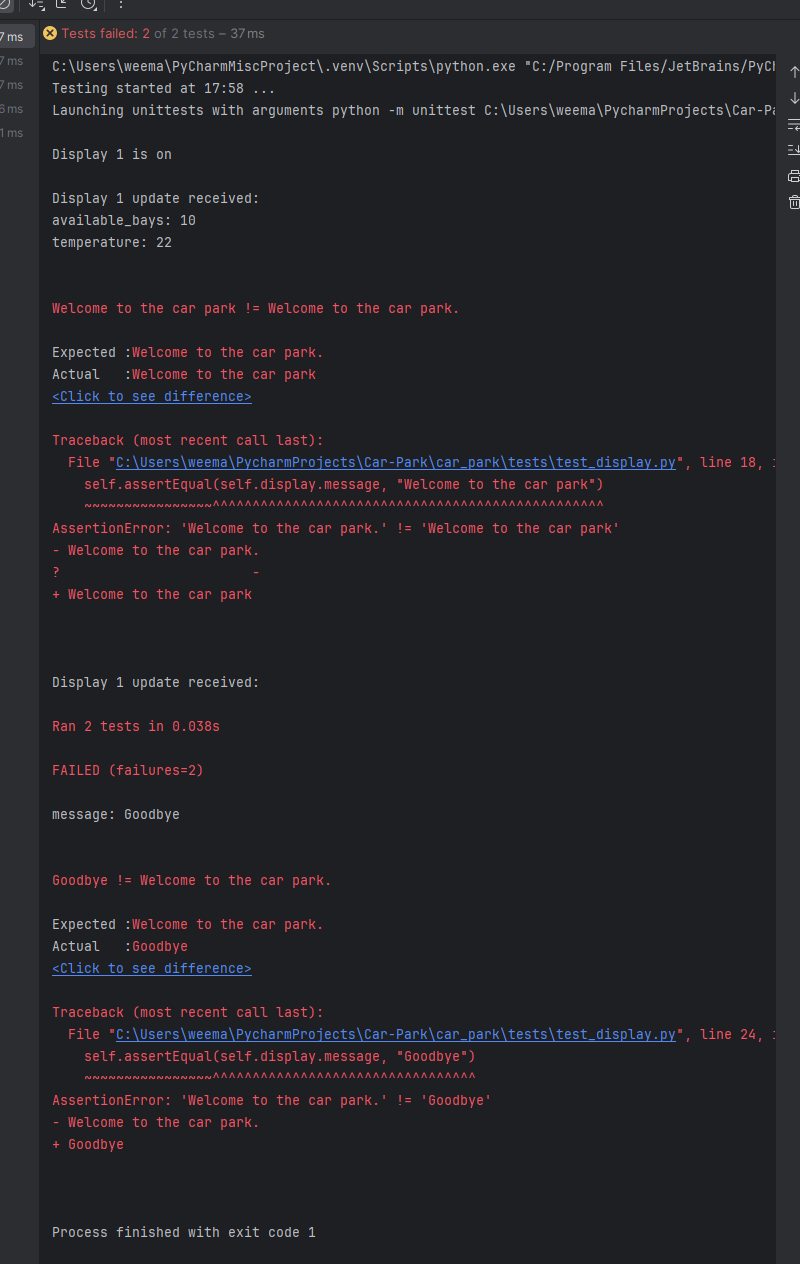 7 ms
Tests failed: 2 of 2 tests – 37 ms
7 ms
7 ms
6 ms
1 ms
C:\Users\weema\PyCharmMiscProject\.venv\Scripts\python.exe "C:/Program Files/JetBrains/PyCh
Testing started at 17:58 ...
Launching unittests with arguments python -m unittest C:\Users\weema\PycharmProjects\Car-Pa
Display 1 is on
Display 1 update received:
available_bays: 10
temperature: 22
Welcome to the car park != Welcome to the car park.
Expected :Welcome to the car park.
Actual   :Welcome to the car park
<Click to see difference>
Traceback (most recent call last):
  File "C:\Users\weema\PycharmProjects\Car-Park\car_park\tests\test_display.py", line 18, i
    self.assertEqual(self.display.message, "Welcome to the car park")
    ~~~~~~~~~~~~~~~~^^^^^^^^^^^^^^^^^^^^^^^^^^^^^^^^^^^^^^^^^^^^^^^^^
AssertionError: 'Welcome to the car park.' != 'Welcome to the car park'
- Welcome to the car park.
?                        -
+ Welcome to the car park
Display 1 update received:
Ran 2 tests in 0.038s
FAILED (failures=2)
message: Goodbye
Goodbye != Welcome to the car park.
Expected :Welcome to the car park.
Actual   :Goodbye
<Click to see difference>
Traceback (most recent call last):
  File "C:\Users\weema\PycharmProjects\Car-Park\car_park\tests\test_display.py", line 24, i
    self.assertEqual(self.display.message, "Goodbye")
    ~~~~~~~~~~~~~~~~^^^^^^^^^^^^^^^^^^^^^^^^^^^^^^^^^
AssertionError: 'Welcome to the car park.' != 'Goodbye'
- Welcome to the car park.
+ Goodbye
Process finished with exit code 1